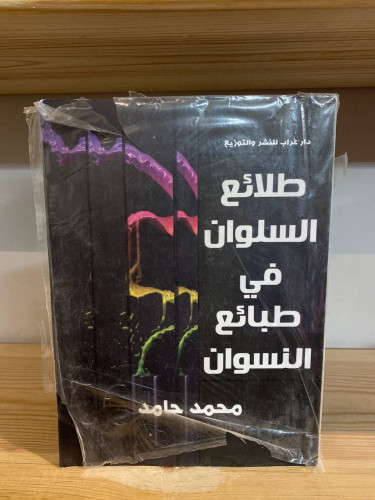 دار غراب للنشر والتوزيع
طلائع
السلوان
في
طبائع
النسوان
محمد حامد